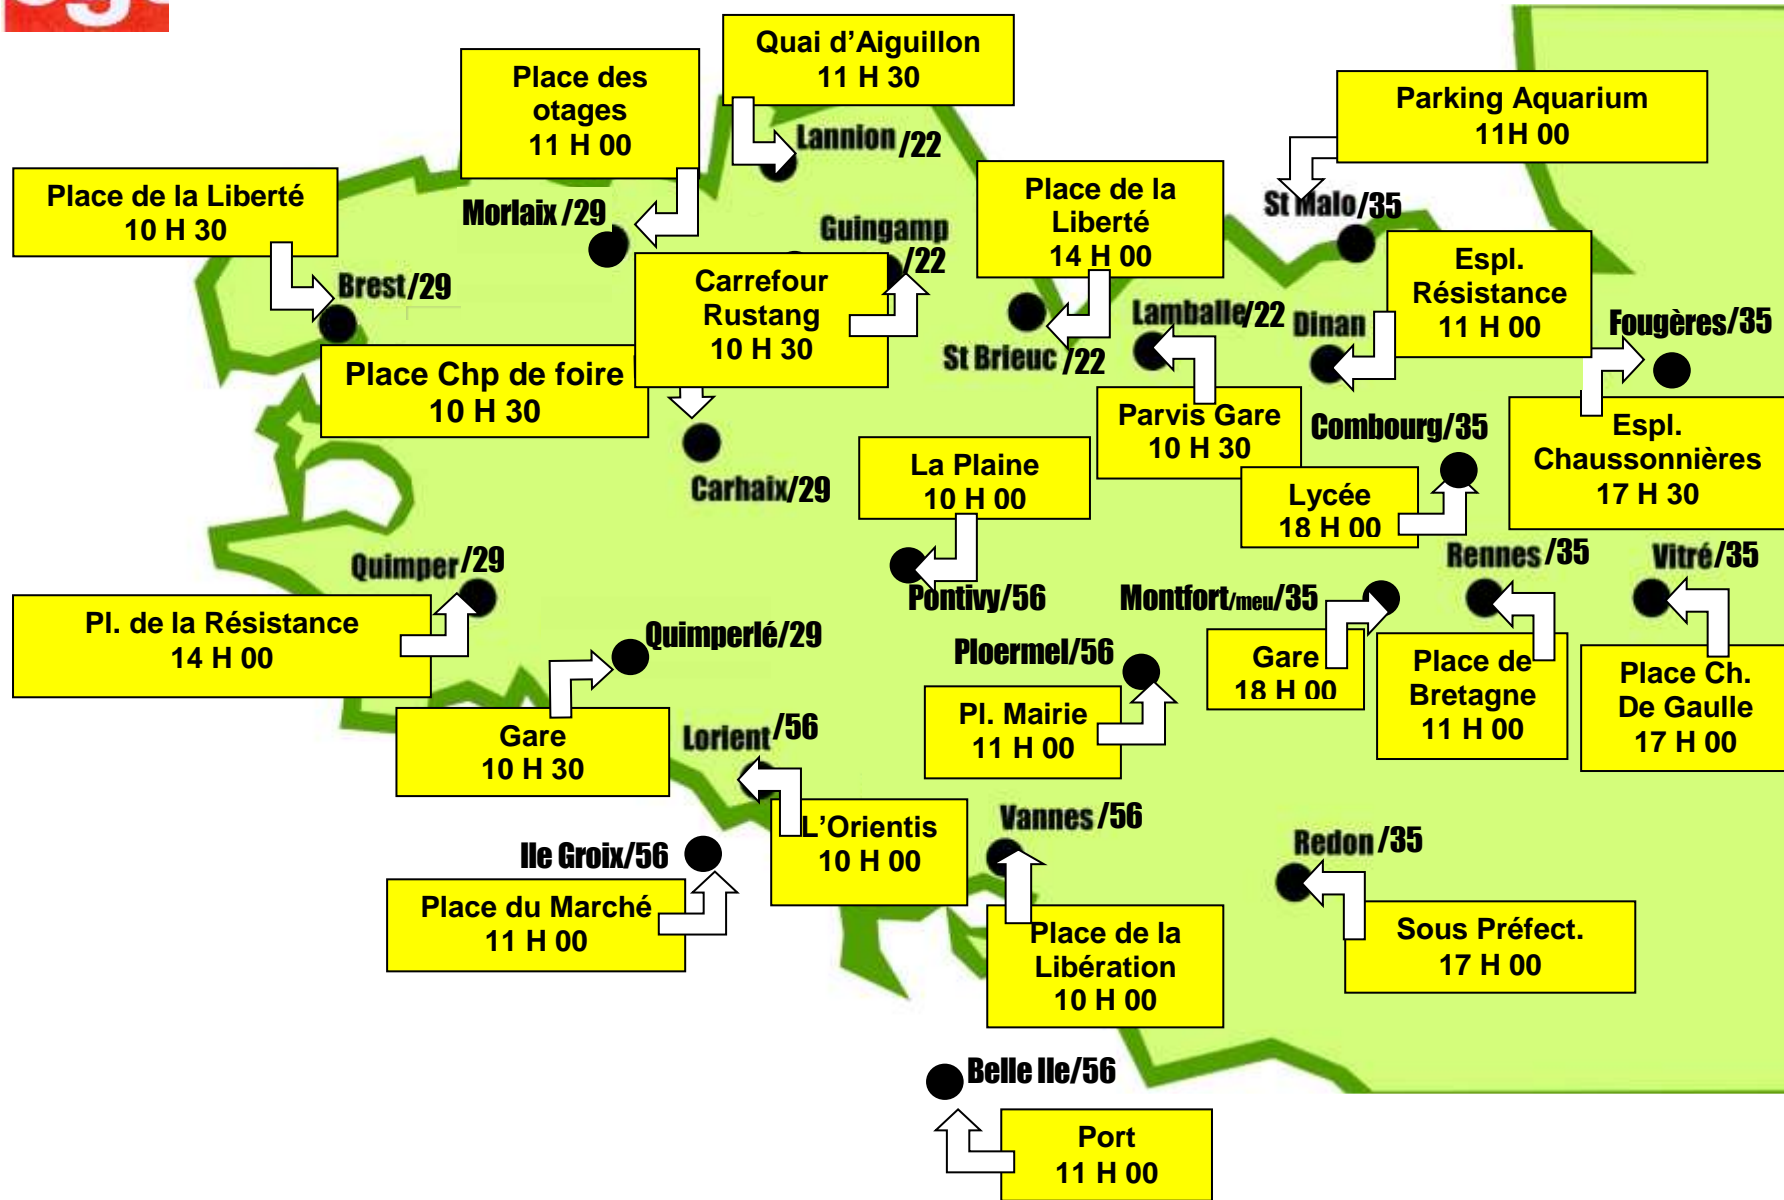 Quai d'Aiguillon
11 H 30
Place des
otages
11 H 00
Parking Aquarium
11H 00
Lannion /22
Place de la Liberté
10 H 30
Morlaix /29
Guingamp
/22
Place de la
Liberté
14 H 00
St Malo/35
Brest/29
Carrefour
Rustang
10 H 30
Espl.
Résistance
11 H 00
Lamballe/22
Dinan
Fougères/35
St Brieuc /22
Place Chp de foire
10 H 30
Parvis Gare
10 H 30
Combourg/35
Espl.
Chaussonnières
17 H 30
Carhaix/29
La Plaine
10 H 00
Lycée
18 H 00
Quimper/29
Pontivy/56
Montfort/meu/35
Rennes /35
Vitré/35
Pl. de la Résistance
14 H 00
Quimperlé/29
Ploermel/56
Gare
18 H 00
Place de
Bretagne
11 H 00
Place Ch.
De Gaulle
17 H 00
Gare
10 H 30
Lorient/56
Pl. Mairie
11 H 00
L'Orientis
10 H 00
Vannes /56
Redon /35
Ile Groix/56
Place du Marché
11 H 00
Place de la
Libération
10 H 00
Sous Préfect.
17 H 00
Belle Ile/56
Port
11 H 00